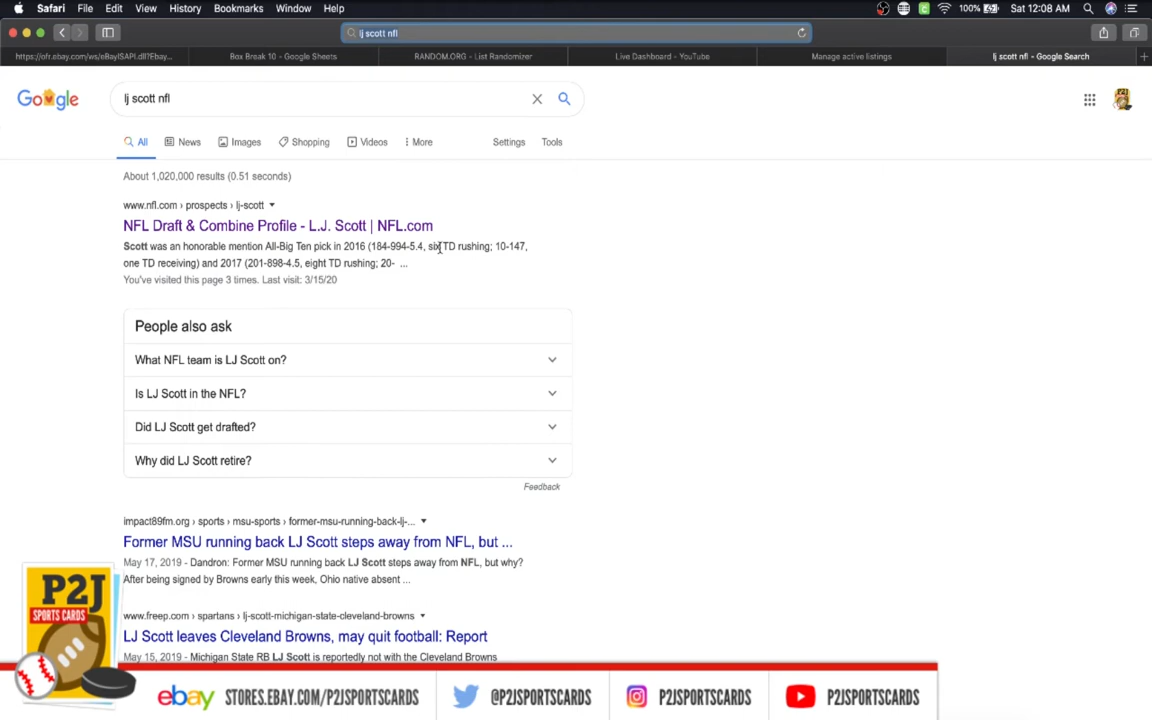 Safari File Edit View History Bookmarks Window Help 100% Sat 12:08 AM
lj scott nfl
https://ofr.ebay.com/ws/eBayISAPI.dll?Ebay... Box Break 10 - Google Sheets RANDOM.ORG - List Randomizer Live Dashboard - YouTube Manage active listings lj scott nfl - Google Search
Google lj scott nfl
All News Images Shopping Videos More Settings Tools
About 1,020,000 results (0.51 seconds)
www.nfl.com › prospects › lj-scott
NFL Draft & Combine Profile - L.J. Scott | NFL.com
Scott was an honorable mention All-Big Ten pick in 2016 (184-994-5.4, six TD rushing; 10-147,
one TD receiving) and 2017 (201-898-4.5, eight TD rushing; 20- ...
You've visited this page 3 times. Last visit: 3/15/20
People also ask
What NFL team is LJ Scott on?
Is LJ Scott in the NFL?
Did LJ Scott get drafted?
Why did LJ Scott retire?
Feedback
impact89fm.org › sports › msu-sports › former-msu-running-back-lj-...
Former MSU running back LJ Scott steps away from NFL, but ...
May 17, 2019 - Dandron: Former MSU running back LJ Scott steps away from NFL, but why?
After being signed by Browns early this week, Ohio native absent ...
www.freep.com › spartans › lj-scott-michigan-state-cleveland-browns
LJ Scott leaves Cleveland Browns, may quit football: Report
May 15, 2019 - Michigan State RB LJ Scott is reportedly not with the Cleveland Browns
P2J
SPORTS CARDS
ebay STORES.EBAY.COM/P2JSPORTSCARDS @P2JSPORTSCARDS P2JSPORTSCARDS P2JSPORTSCARDS